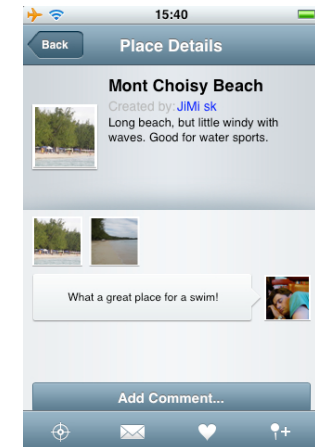 15:40
Back
Place Details
Mont Choisy Beach
Created by: JiMi sk
Long beach, but little windy with
waves. Good for water sports.
What a great place for a swim!
Add Comment...